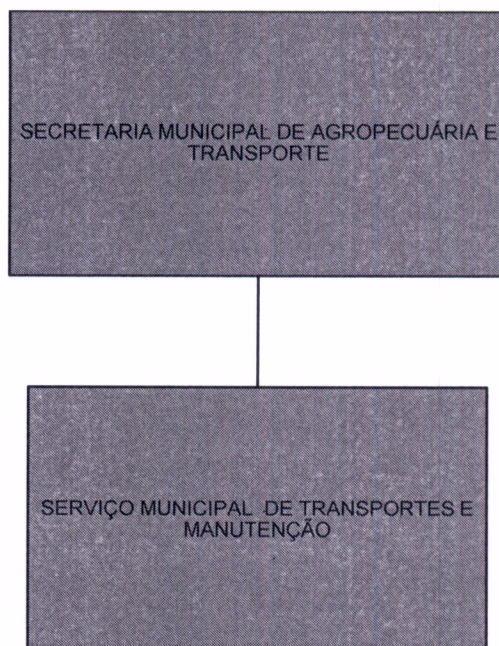 SECRETARIA MUNICIPAL DE AGROPECUÁRIA E
TRANSPORTE
SERVIÇO MUNICIPAL DE TRANSPORTES E
MANUTENÇÃO